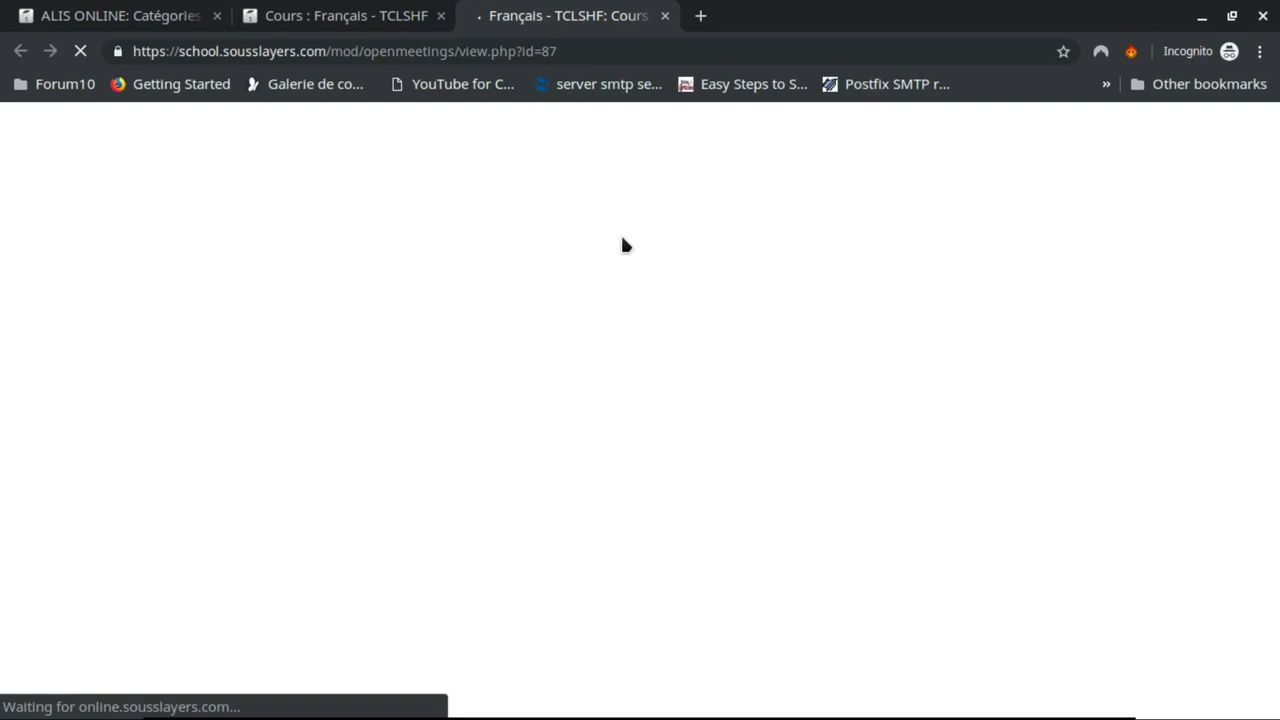 ALIS ONLINE: Catégories
Cours : Français - TCLSHF
Français - TCLSHF: Cours
https://school.sousslayers.com/mod/openmeetings/view.php?id=87
Incognito
Forum10
Getting Started
Galerie de co...
YouTube for C...
server smtp se...
Easy Steps to S...
Postfix SMTP r...
»
Other bookmarks
Waiting for online.sousslayers.com...